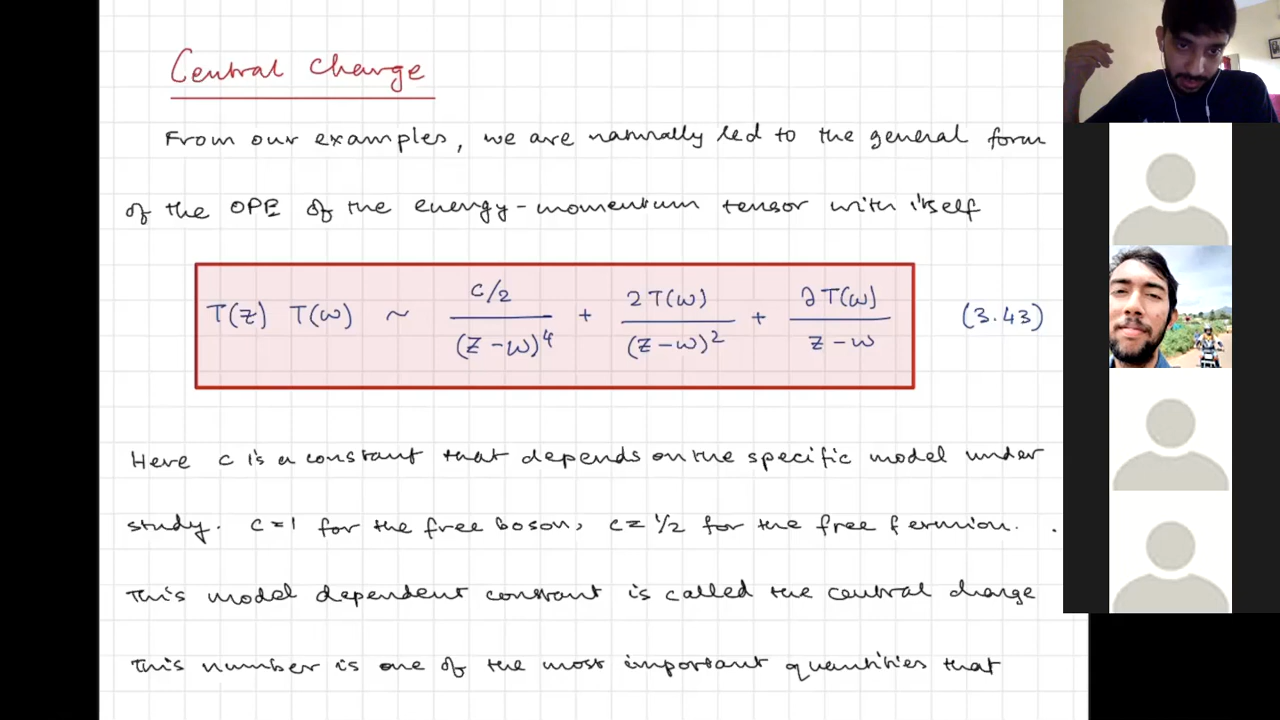 Central Charge
From our examples, we are naturally led to the general form
of the OPE of the energy-momentum tensor with itself
T(z) T(w) ~ c/2/(z-w)^4 + 2T(w)/(z-w)^2 + ∂T(w)/z-w (3.43)
Here c is a constant that depends on the specific model under
study. c=1 for the free boson, c=1/2 for the free fermion.
This model dependent constant is called the central charge
This number is one of the most important quantities that